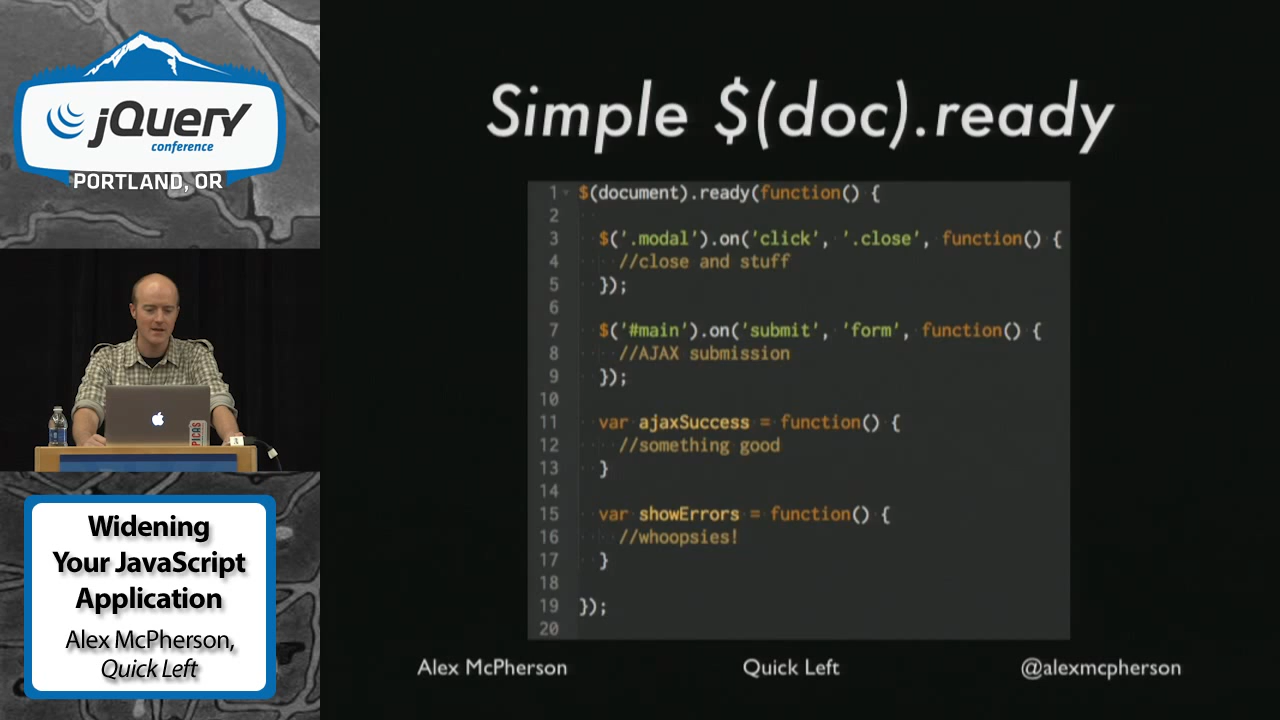 jQuery
conference
PORTLAND, OR
PICAS
Widening
Your JavaScript
Application
Alex McPherson,
Quick Left
Simple $(doc).ready
1 $(document).ready(function() {
2
3 $('.modal').on('click', '.close', function() {
4 //close and stuff
5 });
6
7 $('#main').on('submit', 'form', function() {
8 //AJAX submission
9 });
10
11 var ajaxSuccess = function() {
12 //something good
13 }
14
15 var showErrors = function() {
16 //whoopsies!
17 }
18
19 });
20
Alex McPherson Quick Left @alexmcpherson